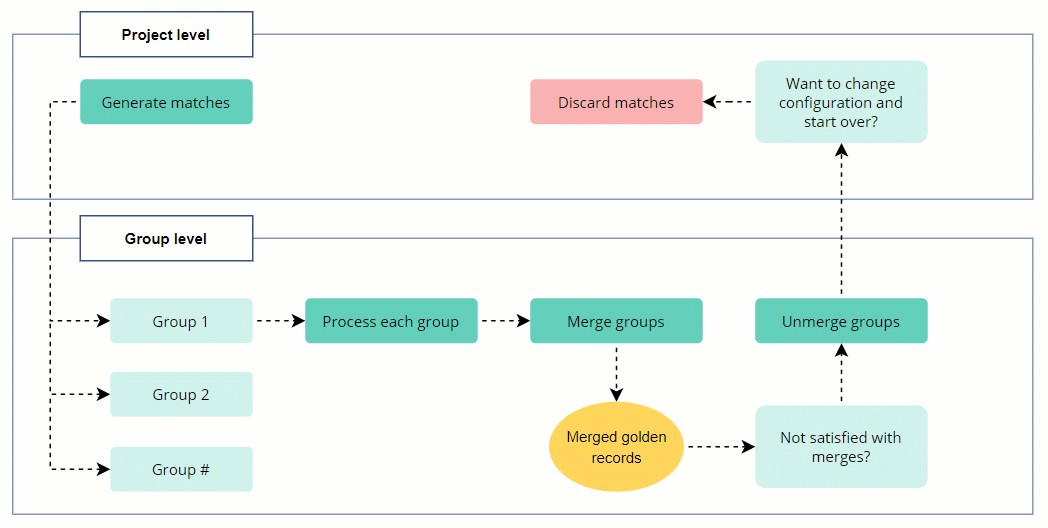 Project level
Generate matches
Discard matches
Want to change
configuration and
start over?
Group level
Group 1
Process each group
Merge groups
Unmerge groups
Group 2
Merged golden
records
Not satisfied with
merges?
Group #